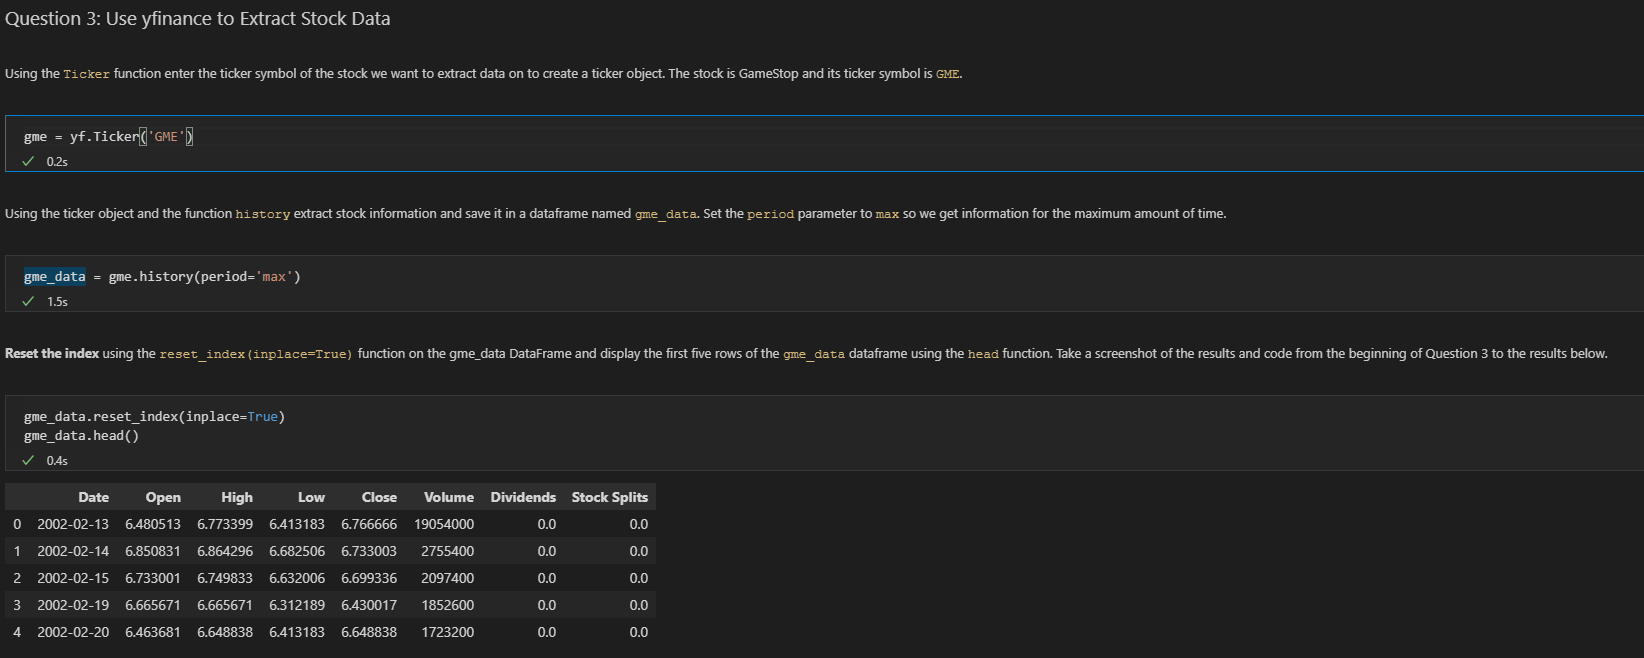 Question 3: Use yfinance to Extract Stock Data
Using the Ticker function enter the ticker symbol of the stock we want to extract data on to create a ticker object. The stock is GameStop and its ticker symbol is GME.
gme = yf.Ticker('GME')
✓ 0.2s
Using the ticker object and the function history extract stock information and save it in a dataframe named gme_data. Set the period parameter to max so we get information for the maximum amount of time.
gme_data = gme.history(period='max')
✓ 1.5s
Reset the index using the reset_index(inplace=True) function on the gme_data DataFrame and display the first five rows of the gme_data dataframe using the head function. Take a screenshot of the results and code from the beginning of Question 3 to the results below.
gme_data.reset_index(inplace=True)
gme_data.head()
✓ 0.4s
Date Open High Low Close Volume Dividends Stock Splits
0 2002-02-13 6.480513 6.773399 6.413183 6.766666 19054000 0.0 0.0
1 2002-02-14 6.850831 6.864296 6.682506 6.733003 2755400 0.0 0.0
2 2002-02-15 6.733001 6.749833 6.632006 6.699336 2097400 0.0 0.0
3 2002-02-19 6.665671 6.665671 6.312189 6.430017 1852600 0.0 0.0
4 2002-02-20 6.463681 6.648838 6.413183 6.648838 1723200 0.0 0.0